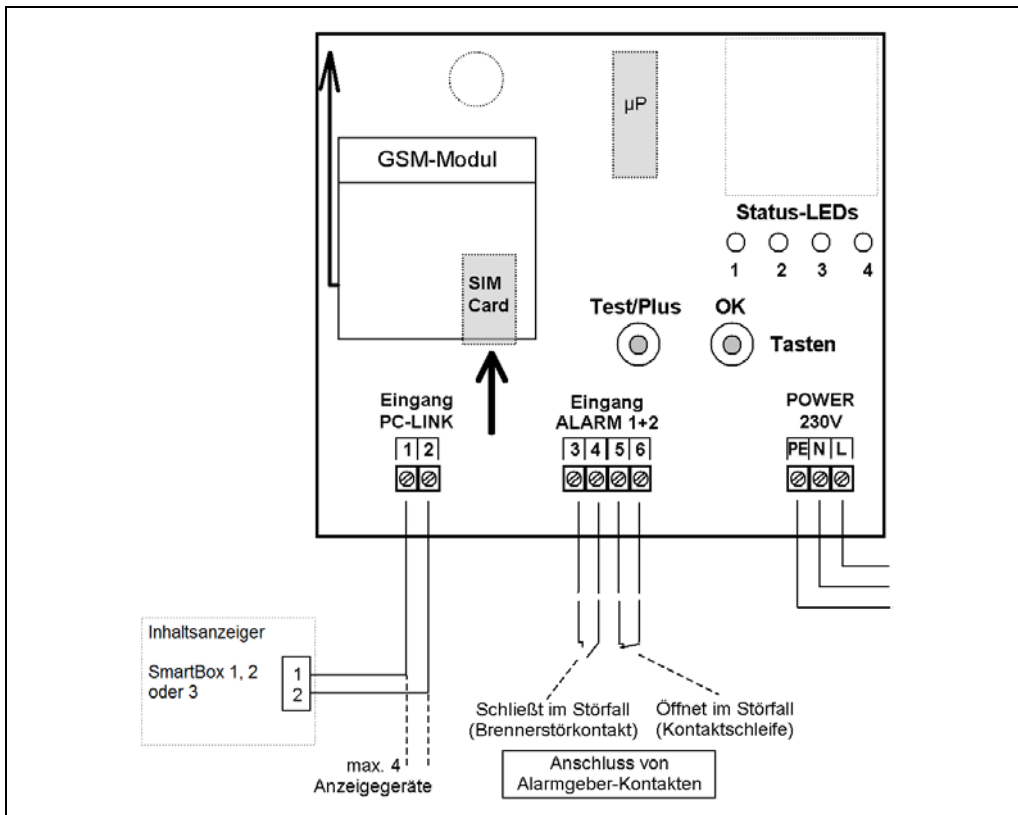 µP
GSM-Modul
Status-LEDs
1 2 3 4
SIM
Card
Test/Plus OK
Tasten
Eingang
PC-LINK
1 2
Eingang
ALARM 1+2
3 4 5 6
POWER
230V
PE N L
Inhaltsanzeiger
SmartBox 1, 2
oder 3
1
2
max. 4
Anzeigegeräte
Schließt im Störfall
(Brennerstörkontakt)
Öffnet im Störfall
(Kontaktschleife)
Anschluss von
Alarmgeber-Kontakten